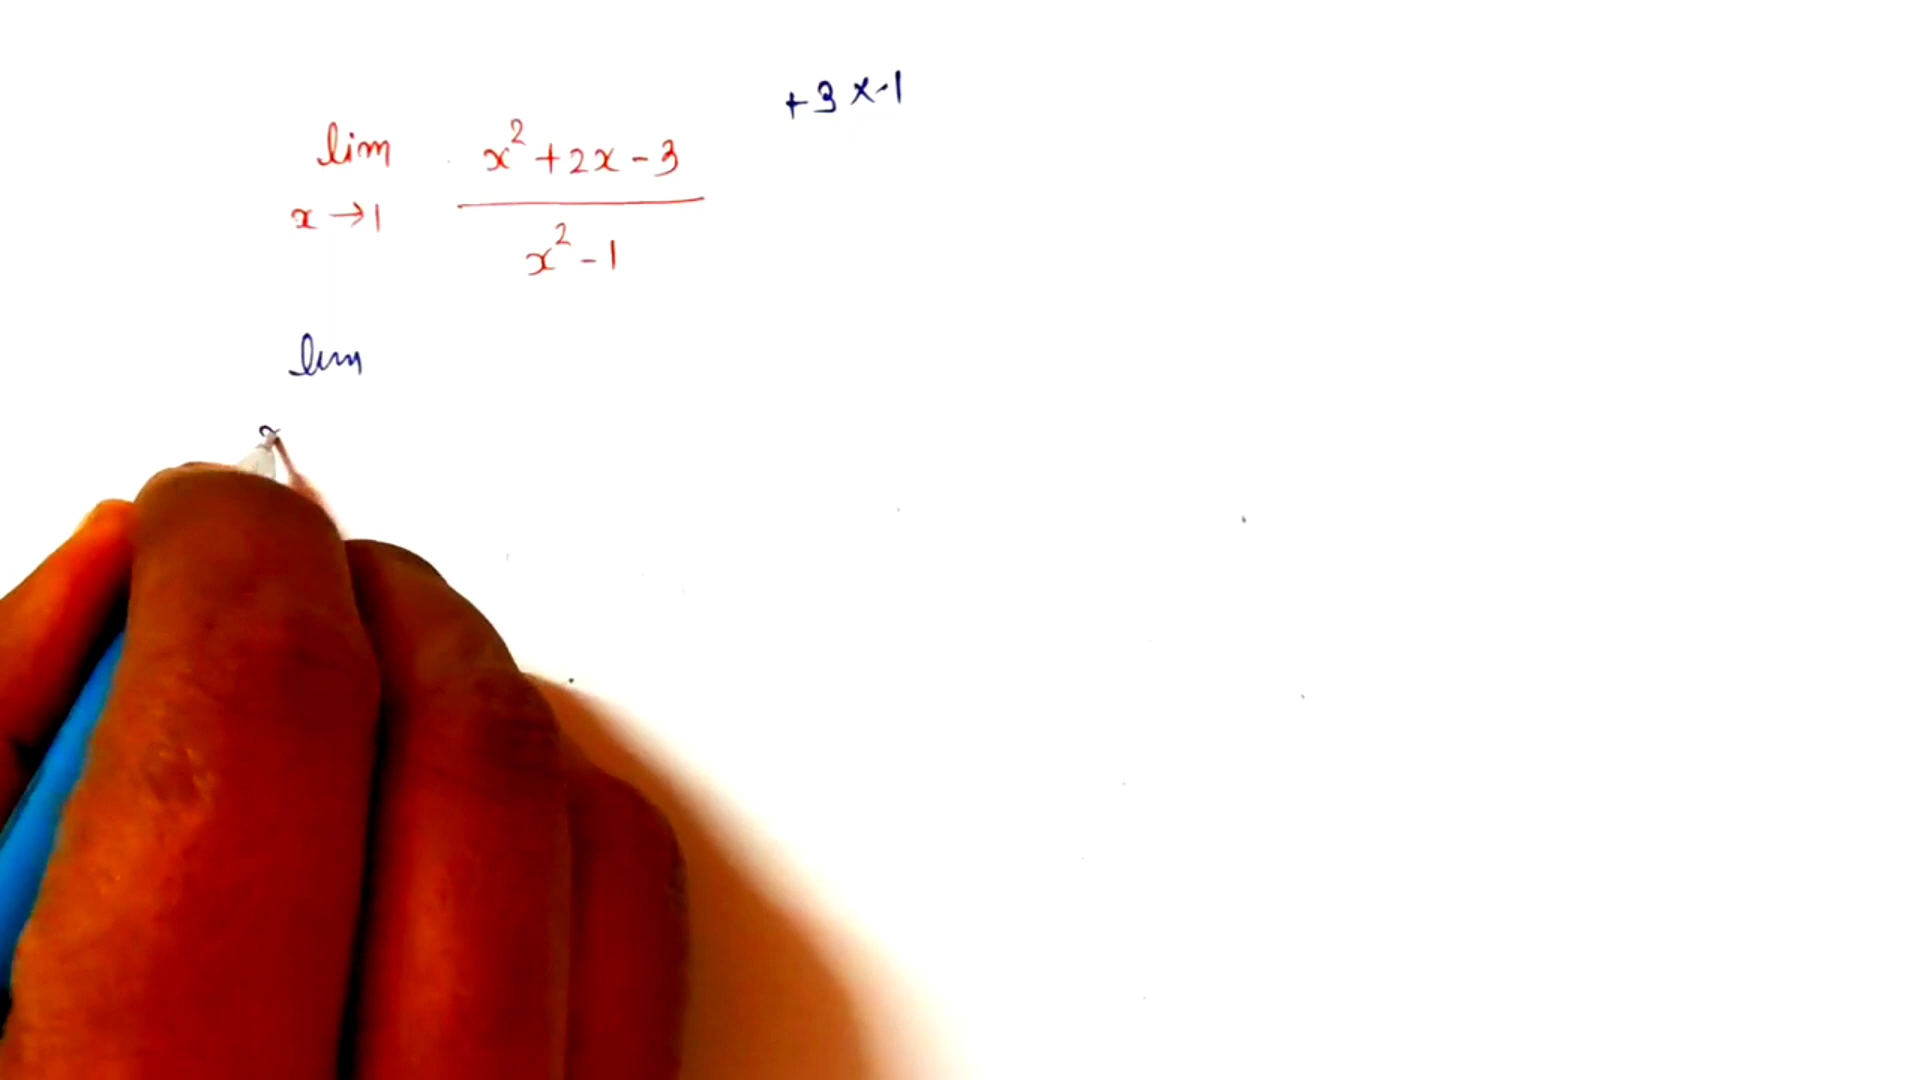 +3 x -1
lim x² + 2x - 3
x → 1 x² - 1
lim